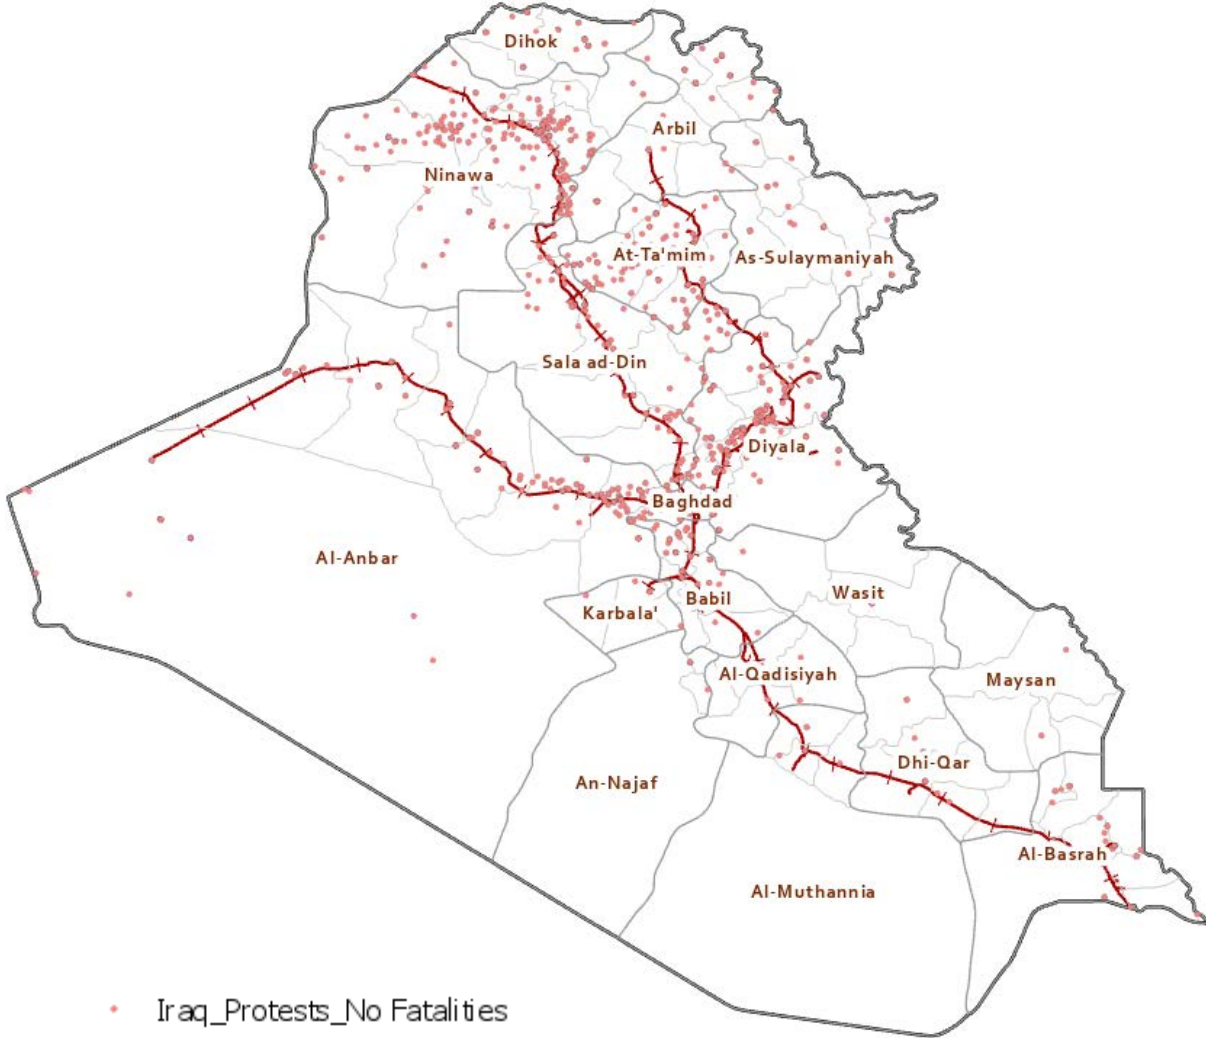 Dihok
Arbil
Ninawa
At-Ta'mim
As-Sulaymaniyah
Sala ad-Din
Diyala
Baghdad
Al-Anbar
Wasit
Babil
Karbala'
Al-Qadisiyah
Maysan
Dhi-Qar
An-Najaf
Al-Basrah
Al-Muthannia
Iraq_Protests_No Fatalities